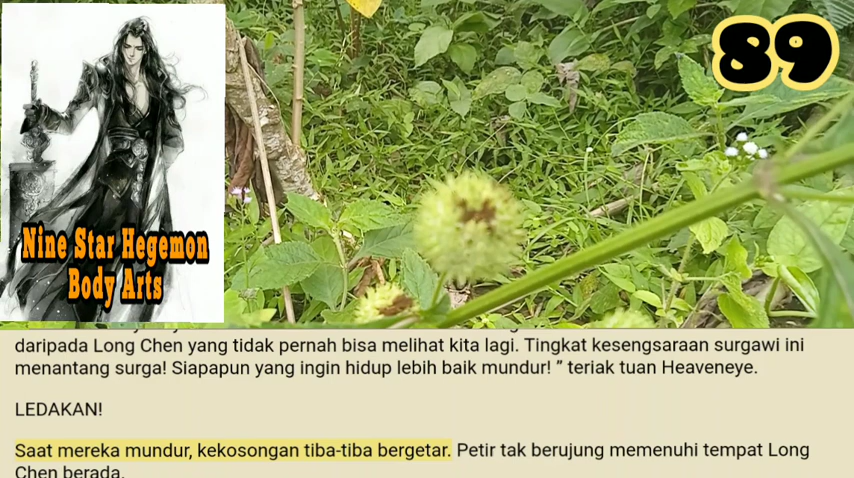 89
Nine Star Hegemon
Body Arts
daripada Long Chen yang tidak pernah bisa melihat kita lagi. Tingkat kesengsaraan surgawi ini
menantang surga! Siapapun yang ingin hidup lebih baik mundur! ” teriak tuan Heaveneye.
LEDAKAN!
Saat mereka mundur, kekosongan tiba-tiba bergetar. Petir tak berujung memenuhi tempat Long
Chen berada.